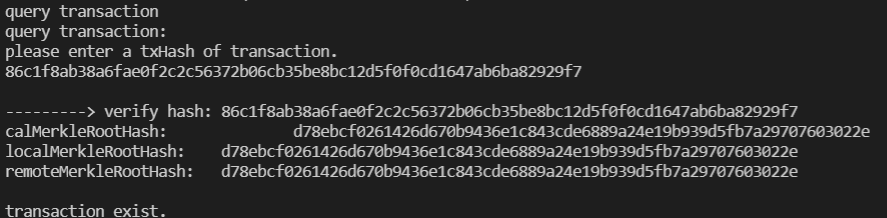 query transaction
query transaction:
please enter a txHash of transaction.
86c1f8ab38a6fae0f2c2c56372b06cb35be8bc12d5f0f0cd1647ab6ba82929f7
---------> verify hash: 86c1f8ab38a6fae0f2c2c56372b06cb35be8bc12d5f0f0cd1647ab6ba82929f7
calMerkleRootHash: d78ebcf0261426d670b9436e1c843cde6889a24e19b939d5fb7a29707603022e
localMerkleRootHash: d78ebcf0261426d670b9436e1c843cde6889a24e19b939d5fb7a29707603022e
remoteMerkleRootHash: d78ebcf0261426d670b9436e1c843cde6889a24e19b939d5fb7a29707603022e
transaction exist.